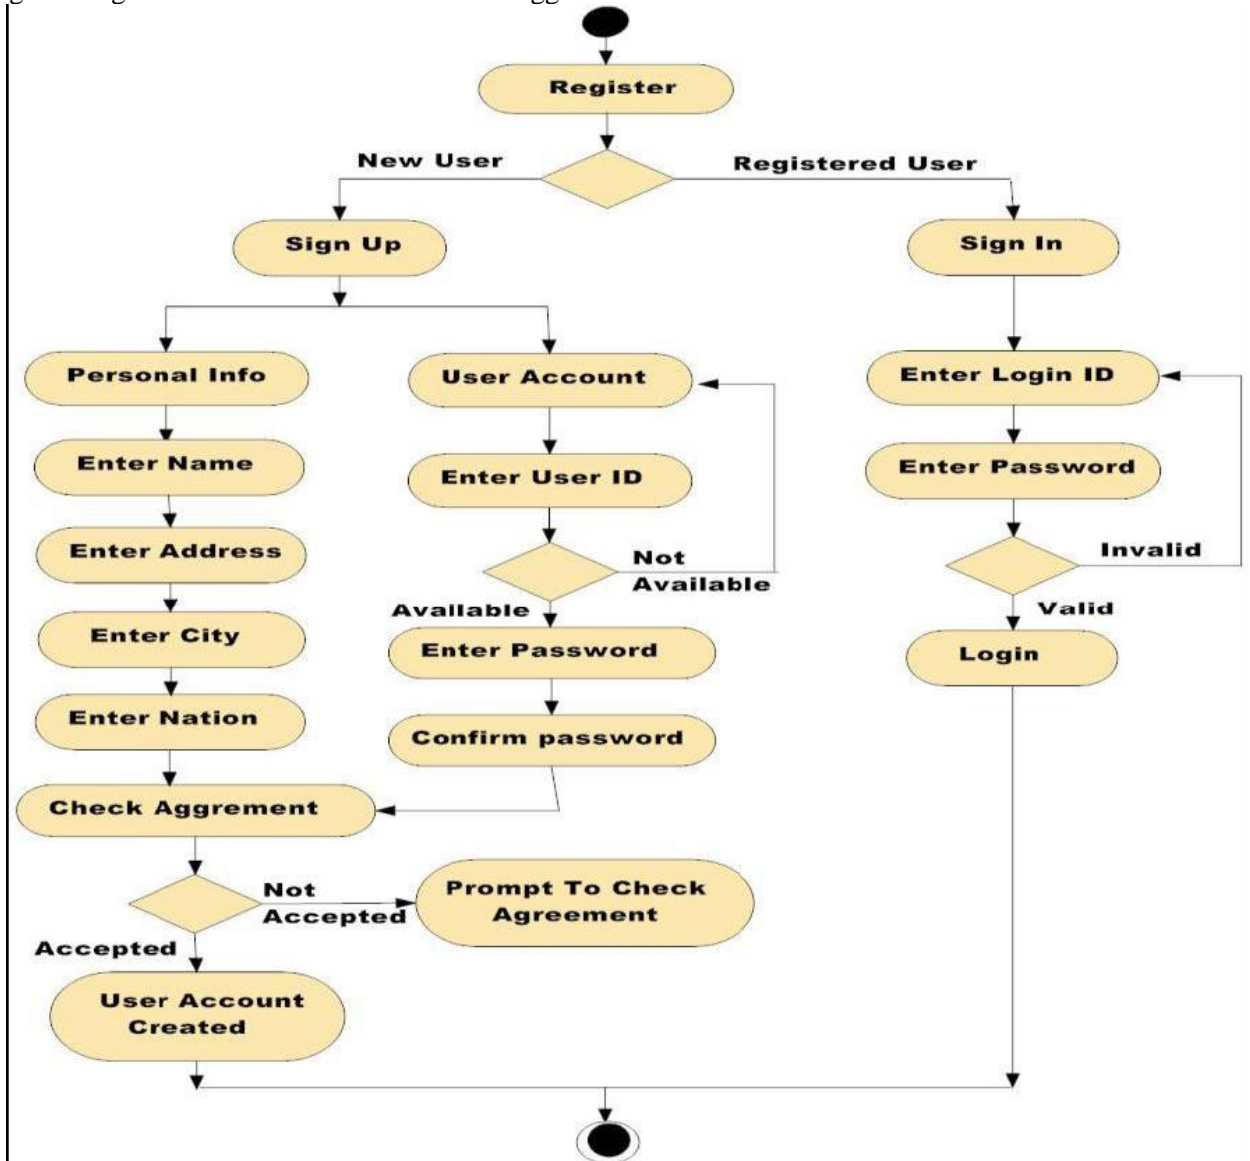 Register
New User
Registered User
Sign Up
Sign In
Personal Info
User Account
Enter Login ID
Enter Name
Enter User ID
Enter Password
Enter Address
Not
Available
Invalid
Available
Valid
Enter City
Enter Password
Login
Enter Nation
Confirm password
Check Aggrement
Not
Accepted
Prompt To Check
Agreement
Accepted
User Account
Created